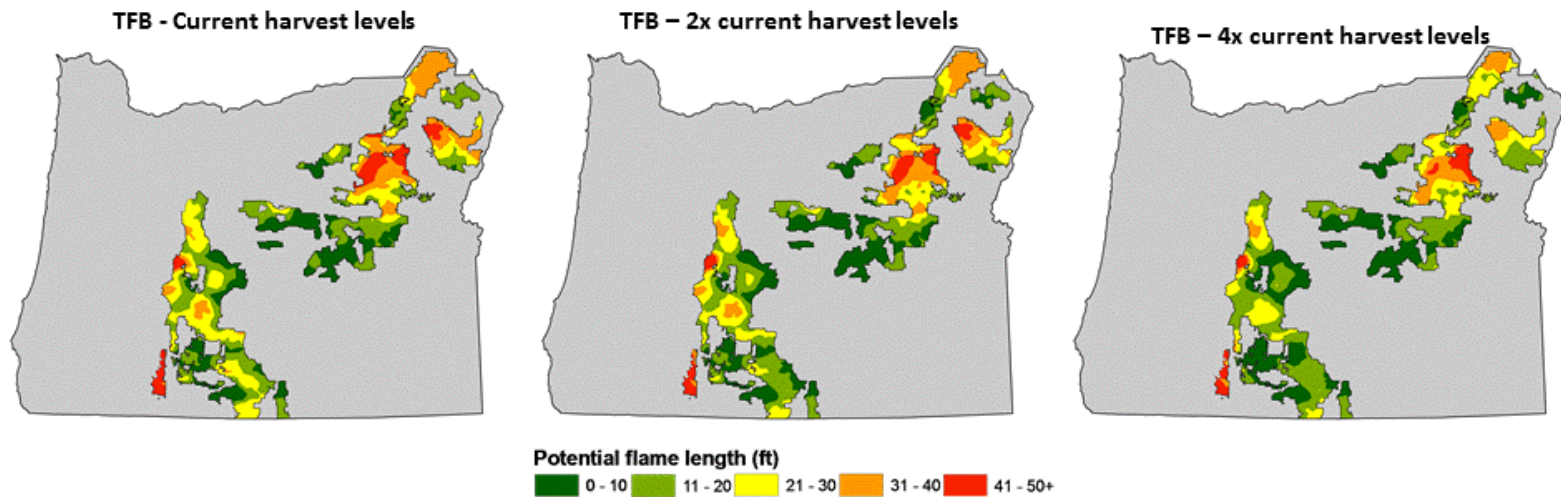 TFB - Current harvest levels
TFB – 2x current harvest levels
TFB – 4x current harvest levels
Potential flame length (ft)
0 - 10 11 - 20 21 - 30 31 - 40 41 - 50+